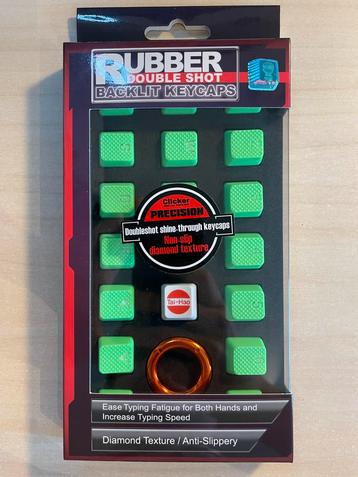 RUBBER
DOUBLE SHOT
BACKLIT KEYCAPS
Clicker
PRECISION
Doubleshot shine-through keycaps
Non-slip
diamond texture
Tai-Hao
Ease Typing Fatigue for Both Hands and
Increase Typing Speed
Diamond Texture / Anti-Slippery